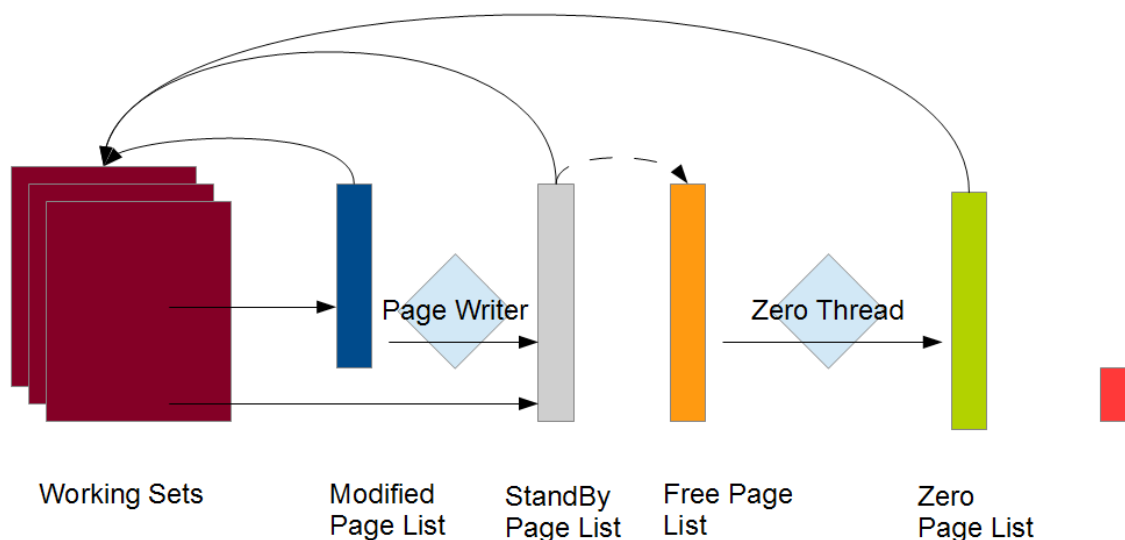 Page Writer
Zero Thread
Working Sets
Modified
Page List
StandBy
Page List
Free Page
List
Zero
Page List